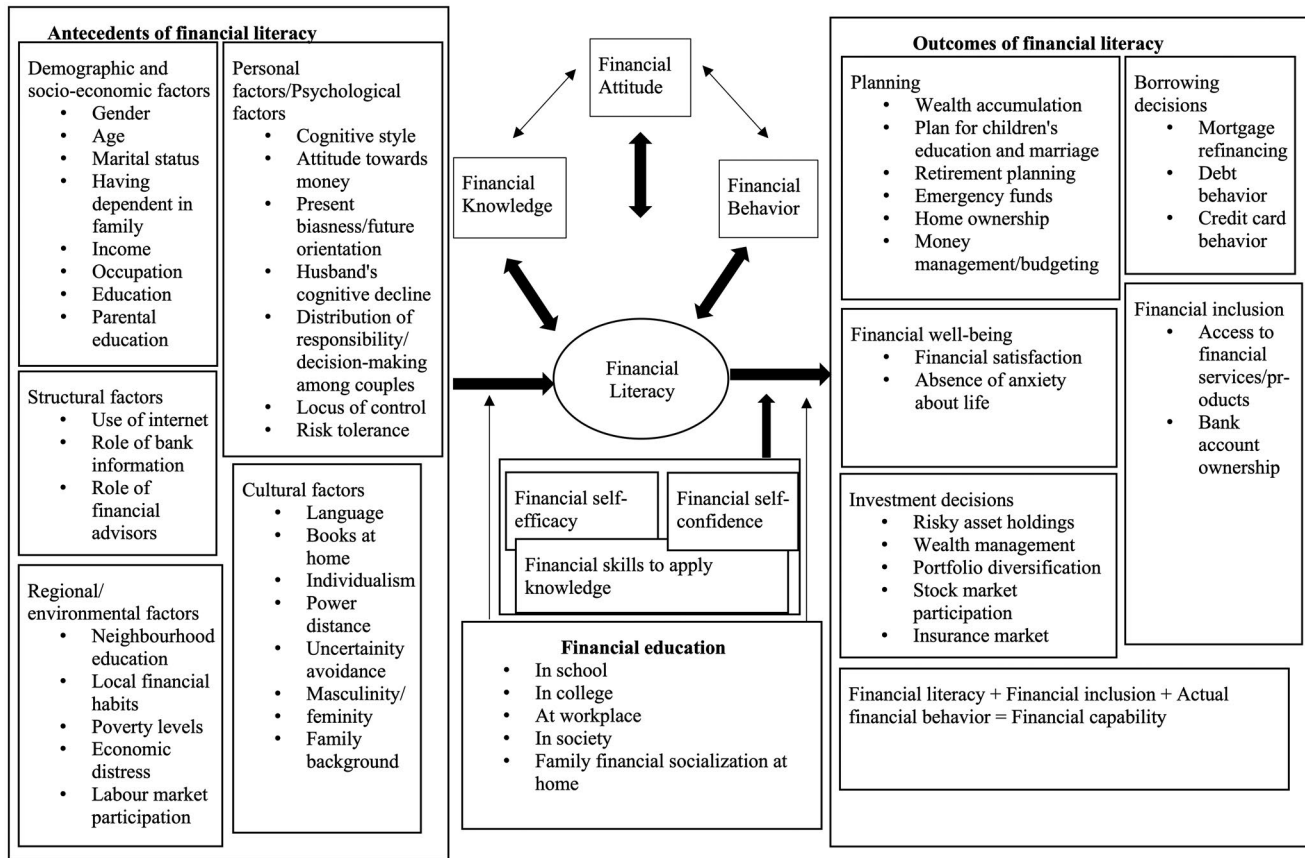 Antecedents of financial literacy
Demographic and
socio-economic factors
• Gender
• Age
• Marital status
• Having
dependent in
family
• Income
• Occupation
• Education
• Parental
education
Structural factors
• Use of internet
• Role of bank
information
• Role of
financial
advisors
Regional/
environmental factors
• Neighbourhood
education
• Local financial
habits
• Poverty levels
• Economic
distress
• Labour market
participation
Personal
factors/Psychological
factors
• Cognitive style
• Attitude towards
money
• Present
biasness/future
orientation
• Husband's
cognitive decline
• Distribution of
responsibility/
decision-making
among couples
• Locus of control
• Risk tolerance
Cultural factors
• Language
• Books at
home
• Individualism
• Power
distance
• Uncertainity
avoidance
• Masculinity/
• feminity
• Family
background
Financial
Attitude
Financial
Knowledge
Financial
Behavior
Financial
Literacy
Financial self-
efficacy
Financial self-
confidence
Financial skills to apply
knowledge
Financial education
• In school
• In college
• At workplace
• In society
• Family financial socialization at
home
Outcomes of financial literacy
Planning
• Wealth accumulation
• Plan for children's
education and marriage
• Retirement planning
• Emergency funds
• Home ownership
• Money
management/budgeting
Financial well-being
• Financial satisfaction
• Absence of anxiety
about life
Investment decisions
• Risky asset holdings
• Wealth management
• Portfolio diversification
• Stock market
participation
• Insurance market
Borrowing
decisions
• Mortgage
refinancing
• Debt
behavior
• Credit card
behavior
Financial inclusion
• Access to
financial
services/pr-
oducts
• Bank
account
ownership
Financial literacy + Financial inclusion + Actual
financial behavior = Financial capability